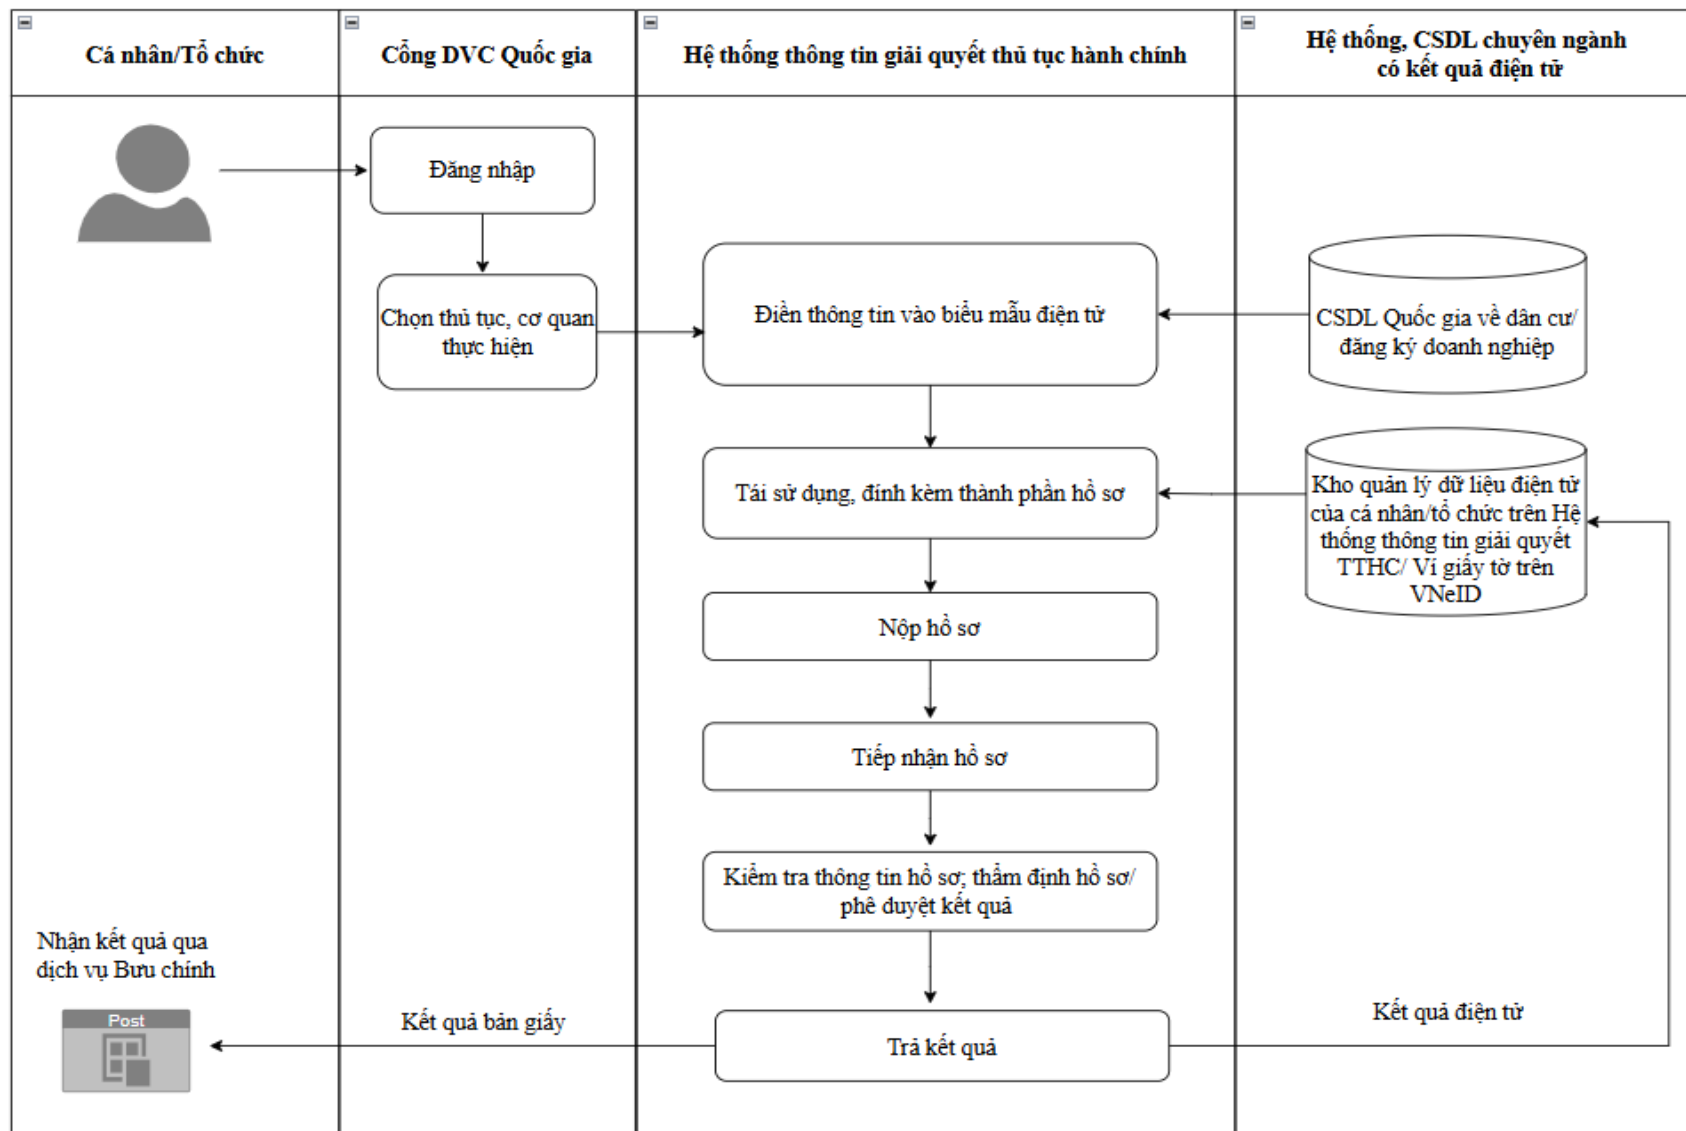 Cá nhân/Tổ chức
Cổng DVC Quốc gia
Hệ thống thông tin giải quyết thủ tục hành chính
Hệ thống, CSDL chuyên ngành
có kết quả điện tử
Đăng nhập
Chọn thủ tục, cơ quan
thực hiện
Điền thông tin vào biểu mẫu điện tử
CSDL Quốc gia về dân cư/
đăng ký doanh nghiệp
Tái sử dụng, đính kèm thành phần hồ sơ
Kho quản lý dữ liệu điện tử
của cá nhân/tổ chức trên Hệ
thống thông tin giải quyết
TTHC/ Ví giấy tờ trên
VNeID
Nộp hồ sơ
Tiếp nhận hồ sơ
Kiểm tra thông tin hồ sơ; thẩm định hồ sơ/
phê duyệt kết quả
Nhận kết quả qua
dịch vụ Bưu chính
Post
Kết quả bản giấy
Trả kết quả
Kết quả điện tử